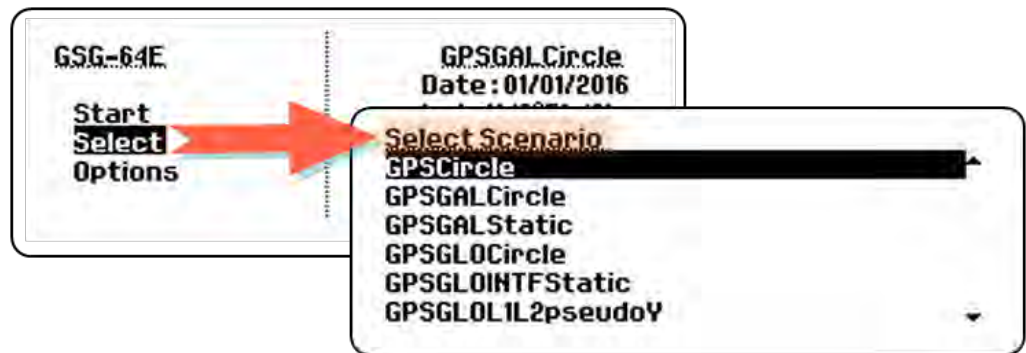 GSG-64E
Start
Select
Options
GPSGALCircle
Date:01/01/2016
Select Scenario
GPSCircle
GPSGALCircle
GPSGALStatic
GPSGLOCircle
GPSGLOINTFStatic
GPSGLOL1L2pseudoY